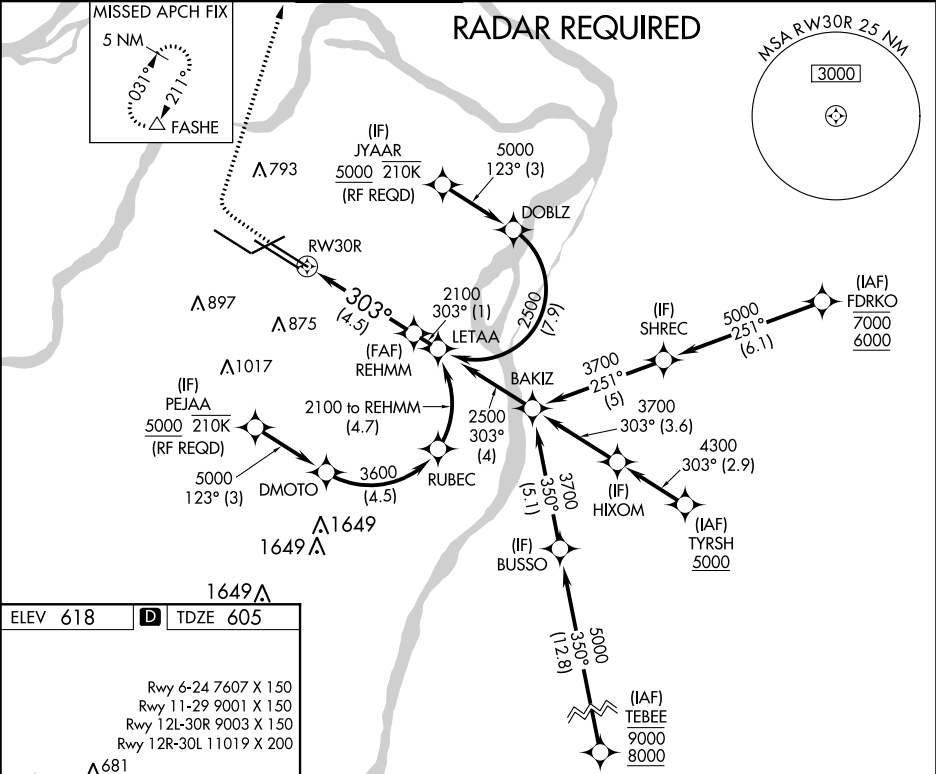 MISSED APCH FIX
5 NM
031°
211°
FASHE
RADAR REQUIRED
MSA RW30R 25 NM
3000
793
(IF)
JYAAR
5000 210K
(RF REQD)
5000
123° (3)
DOBLZ
RW30R
2500
(7.9)
303°
(4.5)
2100
303° (1)
LETAA
(FAF)
REHMM
897
875
1017
(IAF)
FDRKO
7000
6000
5000
251°
(6.1)
(IF)
SHREC
3700
251°
(5)
BAKIZ
(IF)
PEJAA
5000 210K
(RF REQD)
5000
123° (3)
DMOTO
2100 to REHMM
(4.7)
3600
(4.5)
RUBEC
2500
303°
(4)
3700
303° (3.6)
4300
303° (2.9)
(IF)
HIXOM
(IAF)
TYRSH
5000
3700
350°
(5.1)
(IF)
BUSSO
1649
1649
1649
5000
350°
(12.8)
(IAF)
TEBEE
9000
8000
ELEV 618 D TDZE 605
Rwy 6-24 7607 X 150
Rwy 11-29 9001 X 150
Rwy 12L-30R 9003 X 150
Rwy 12R-30L 11019 X 200
681